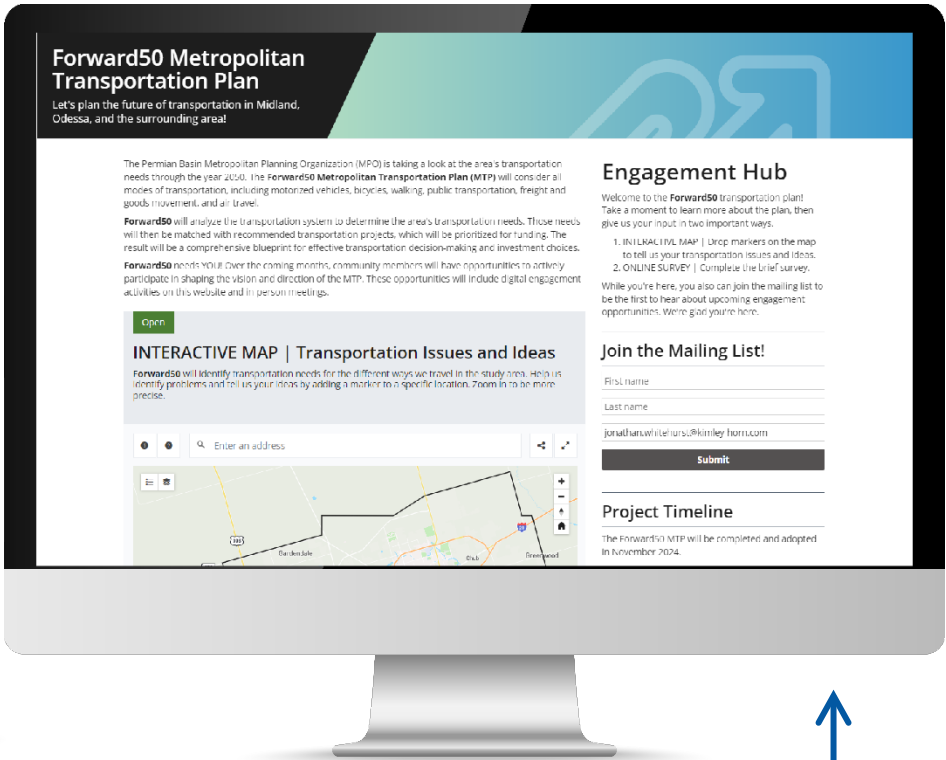 Forward50 Metropolitan
Transportation Plan
Let's plan the future of transportation in Midland,
Odessa, and the surrounding area!
The Permian Basin Metropolitan Planning Organization (MPO) is taking a look at the area's transportation
needs through the year 2050. The Forward50 Metropolitan Transportation Plan (MTP) will consider all
modes of transportation, including motorized vehicles, bicycles, walking, public transportation, freight and
goods movement, and air travel.
Forward50 will analyze the transportation system to determine the area's transportation needs. Those needs
will then be matched with recommended transportation projects, which will be prioritized for funding. The
result will be a comprehensive blueprint for effective transportation decision-making and investment choices.
Forward50 needs YOU! Over the coming months, community members will have opportunities to actively
participate in shaping the vision and direction of the MTP. These opportunities will include digital engagement
activities on this website and in person meetings.
Open
INTERACTIVE MAP | Transportation Issues and Ideas
Forward50 will identify transportation needs for the different ways we travel in the study area. Help us
identify problems and tell us your ideas by adding a marker to a specific location. Zoom in to be more
precise.
Enter an address
Gardendale
Greenwood
Engagement Hub
Welcome to the Forward50 transportation plan!
Take a moment to learn more about the plan, then
give us your input in two important ways.
1. INTERACTIVE MAP | Drop markers on the map
to tell us your transportation issues and ideas.
2. ONLINE SURVEY | Complete the brief survey.
While you're here, you also can join the mailing list to
be the first to hear about upcoming engagement
opportunities. We're glad you're here.
Join the Mailing List!
First name
Last name
jonathan.whitehurst@kimley-horn.com
Submit
Project Timeline
The Forward50 MTP will be completed and adopted
in November 2024.